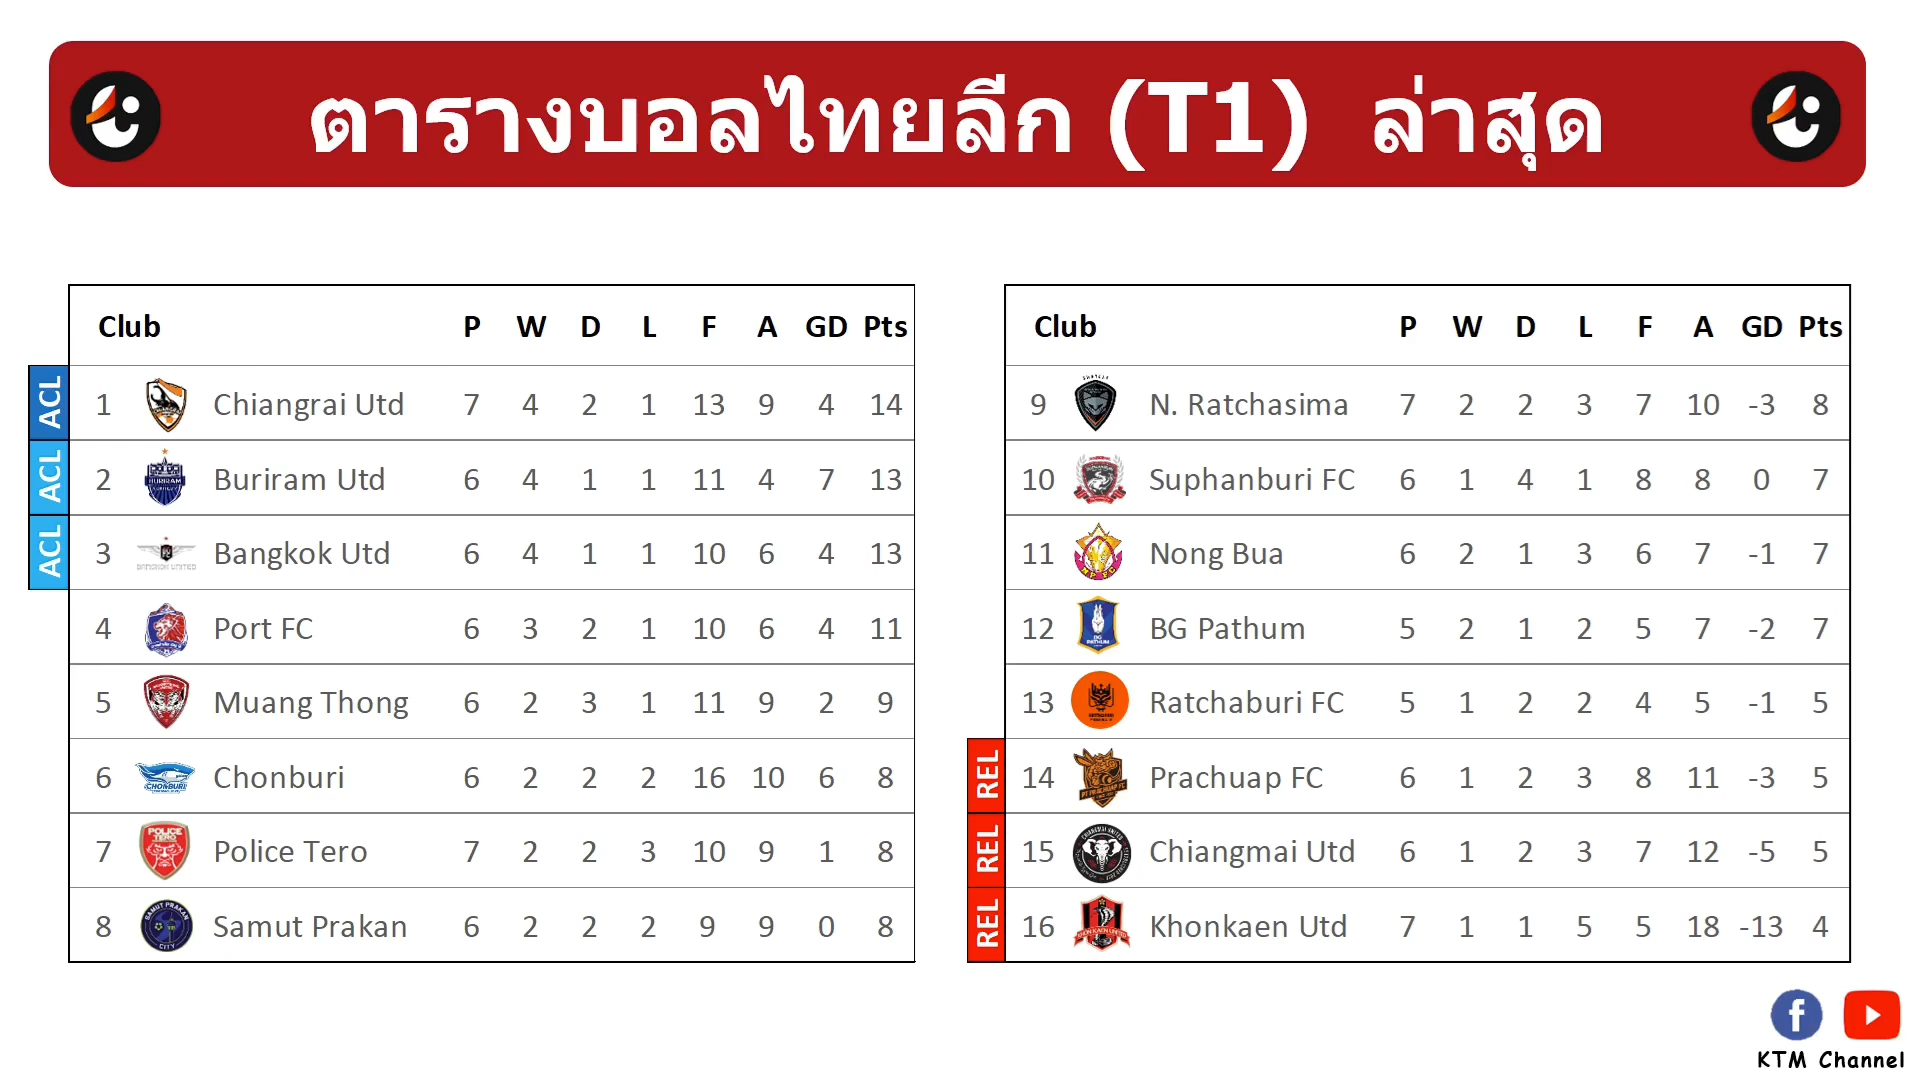 ตารางบอลไทยลีก (T1) ล่าสุด
Club P W D L F A GD Pts
ACL 1 Chiangrai Utd 7 4 2 1 13 9 4 14
ACL 2 Buriram Utd 6 4 1 1 11 4 7 13
ACL 3 Bangkok Utd 6 4 1 1 10 6 4 13
4 Port FC 6 3 2 1 10 6 4 11
5 Muang Thong 6 2 3 1 11 9 2 9
6 Chonburi 6 2 2 2 16 10 6 8
7 Police Tero 7 2 2 3 10 9 1 8
8 Samut Prakan 6 2 2 2 9 9 0 8
Club P W D L F A GD Pts
9 N. Ratchasima 7 2 2 3 7 10 -3 8
10 Suphanburi FC 6 1 4 1 8 8 0 7
11 Nong Bua 6 2 1 3 6 7 -1 7
12 BG Pathum 5 2 1 2 5 7 -2 7
13 Ratchaburi FC 5 1 2 2 4 5 -1 5
REL 14 Prachuap FC 6 1 2 3 8 11 -3 5
REL 15 Chiangmai Utd 6 1 2 3 7 12 -5 5
REL 16 Khonkaen Utd 7 1 1 5 5 18 -13 4
KTM Channel